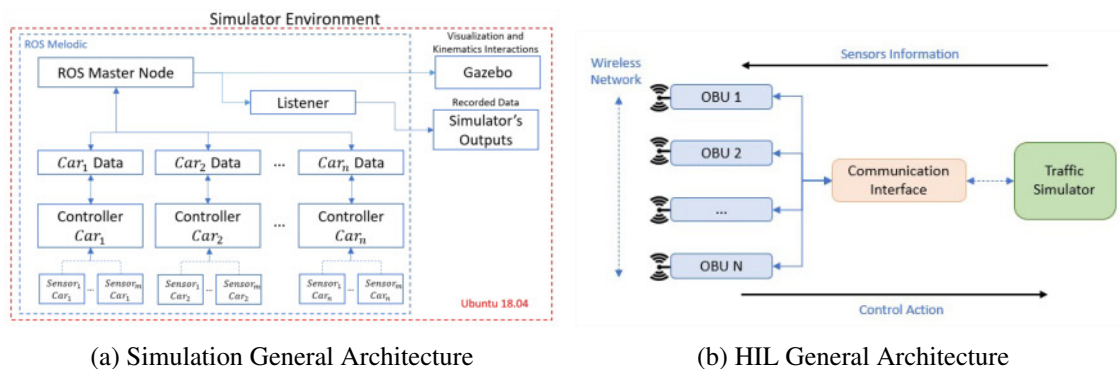 Simulator Environment
ROS Melodic
Visualization and
Kinematics Interactions
ROS Master Node
Gazebo
Listener
Recorded Data
Simulator's
Outputs
Car₁ Data
Car₂ Data
...
Carₙ Data
Controller
Car₁
Controller
Car₂
...
Controller
Carₙ
Sensor₁
Car₁
...
Sensorₘ
Car₁
Sensor₁
Car₂
...
Sensorₘ
Car₂
Sensor₁
Carₙ
...
Sensorₘ
Carₙ
Ubuntu 18.04
(a) Simulation General Architecture
Sensors Information
Wireless
Network
OBU 1
OBU 2
...
OBU N
Communication
Interface
Traffic
Simulator
Control Action
(b) HIL General Architecture